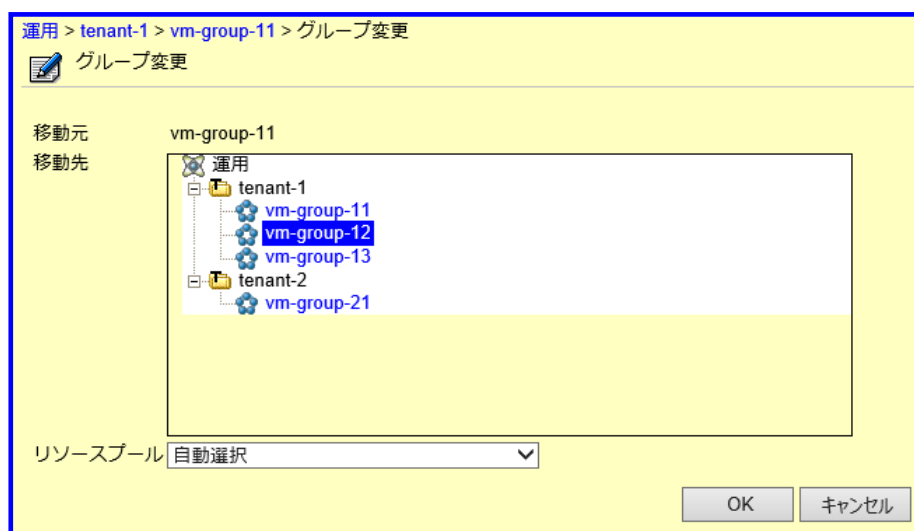 運用 > tenant-1 > vm-group-11 > グループ変更
グループ変更
移動元 vm-group-11
移動先
運用
tenant-1
vm-group-11
vm-group-12
vm-group-13
tenant-2
vm-group-21
リソースプール 自動選択
OK キャンセル